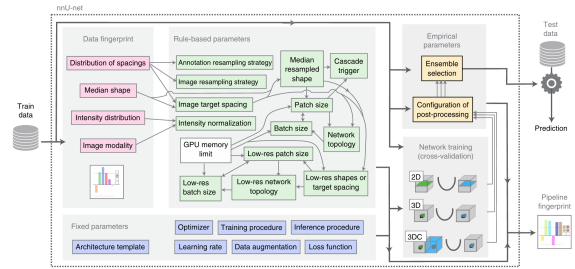 nnU-net
Data fingerprint
Distribution of spacings
Median shape
Intensity distribution
Image modality
Rule-based parameters
Annotation resampling strategy
Image resampling strategy
Image target spacing
Intensity normalization
Median
resampled
shape
Cascade
trigger
Patch size
Batch size
Network
topology
GPU memory
limit
Low-res patch size
Low-res
batch size
Low-res network
topology
Low-res shapes or
target spacing
Empirical
parameters
Ensemble
selection
Configuration of
post-processing
Network training
(cross-validation)
2D
3D
3DC
Fixed parameters
Architecture template
Optimizer
Training procedure
Inference procedure
Learning rate
Data augmentation
Loss function
Train
data
Test
data
Prediction
Pipeline
fingerprint